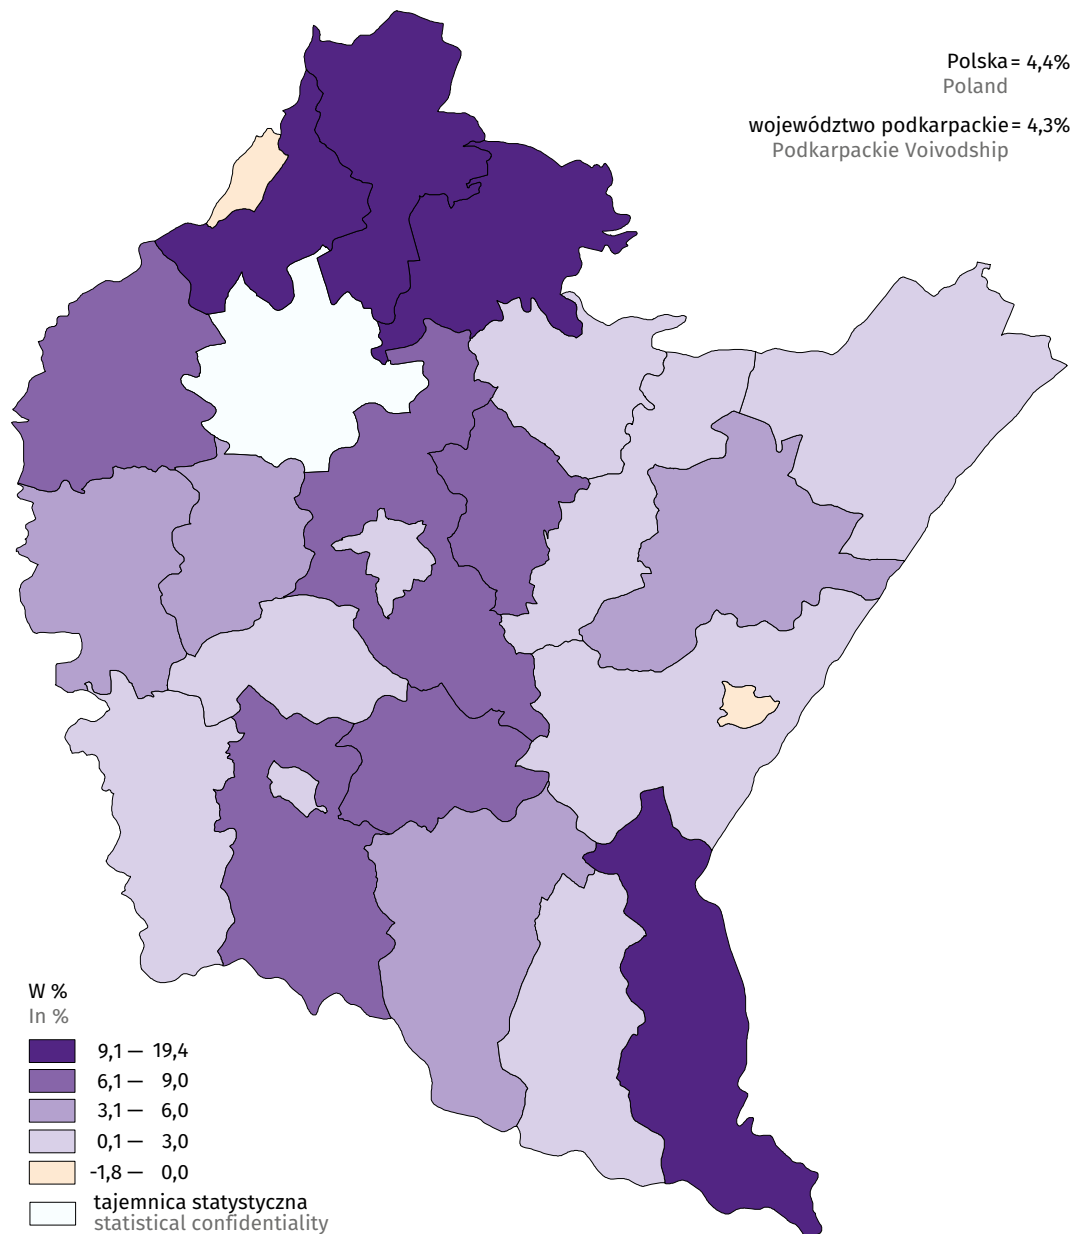 Polska = 4,4%
Poland
województwo podkarpackie = 4,3%
Podkarpackie Voivodship
W %
In %
9,1 — 19,4
6,1 — 9,0
3,1 — 6,0
0,1 — 3,0
-1,8 — 0,0
tajemnica statystyczna
statistical confidentiality